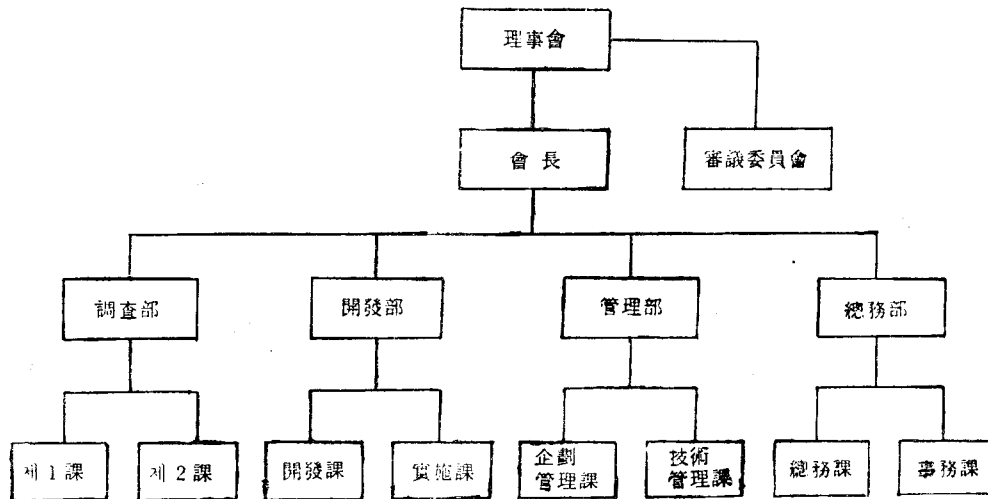 理事會
會長
審議委員會
調査部
開發部
管理部
總務部
제1課
제2課
開發課
實施課
企劃
管理課
技術
管理課
總務課
事務課